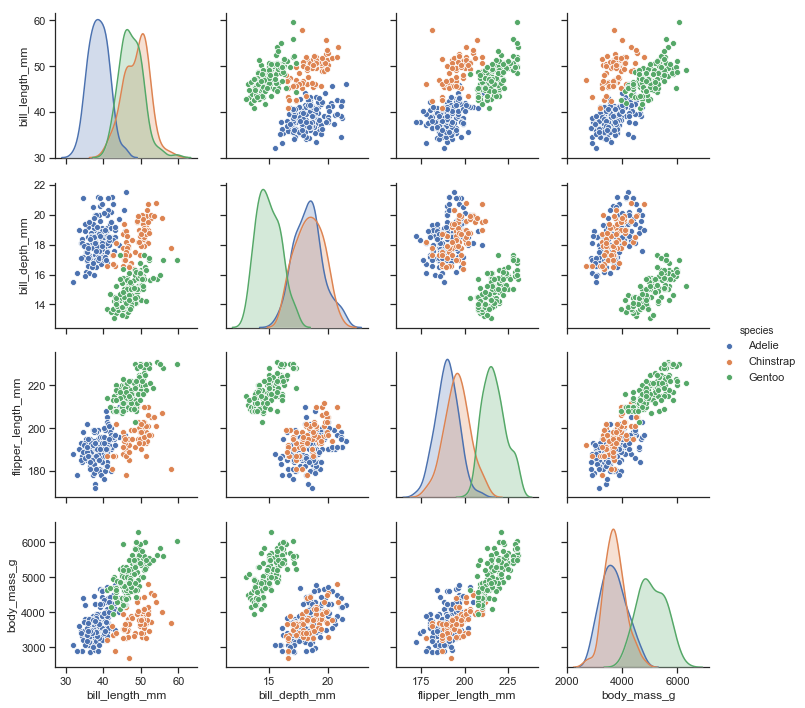 60
50
40
30
bill_length_mm
22
20
18
16
14
bill_depth_mm
species
Adelie
Chinstrap
Gentoo
220
200
180
flipper_length_mm
6000
5000
4000
3000
body_mass_g
30 40 50 60
15 20
175 200 225
2000 4000 6000
bill_length_mm
bill_depth_mm
flipper_length_mm
body_mass_g